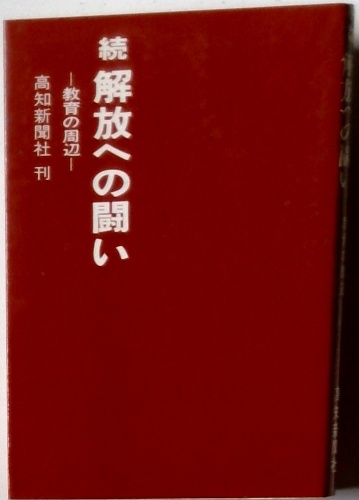 続 解放への闘い
—教育の周辺—
高知新聞社 刊